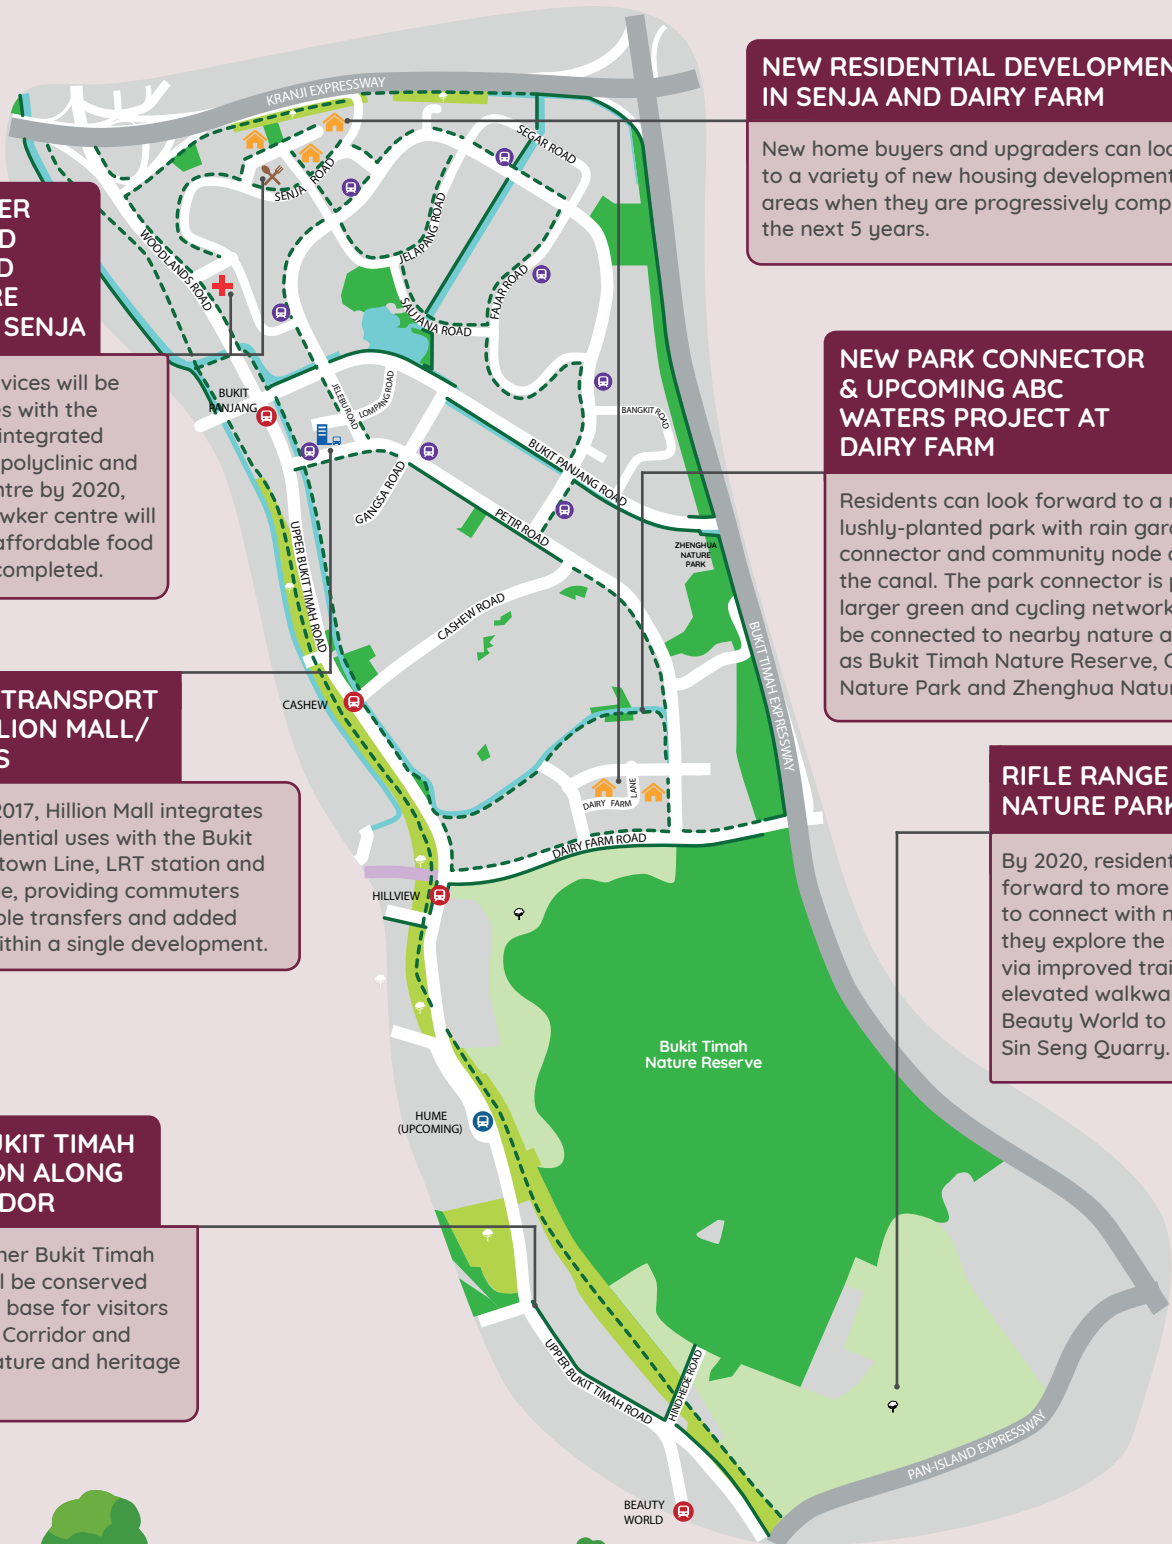 NEW RESIDENTIAL DEVELOPMEN
IN SENJA AND DAIRY FARM
New home buyers and upgraders can loo
to a variety of new housing development
areas when they are progressively comp
the next 5 years.
KRANJI EXPRESSWAY
SEGAR ROAD
SENJA ROAD
WOODLANDS ROAD
JELAPANG ROAD
FAJAR ROAD
SAUJANA ROAD
ER
D
D
RE
SENJA
vices will be
es with the
integrated
polyclinic and
ntre by 2020,
wker centre will
affordable food
completed.
BUKIT
PANJANG
JELEBU ROAD
LOMPANG ROAD
BANGKIT ROAD
BUKIT PANJANG ROAD
GANGSA ROAD
PETIR ROAD
UPPER BUKIT TIMAH ROAD
ZHENGHUA
NATURE
PARK
NEW PARK CONNECTOR
& UPCOMING ABC
WATERS PROJECT AT
DAIRY FARM
Residents can look forward to a n
lushly-planted park with rain gard
connector and community node a
the canal. The park connector is p
larger green and cycling network
be connected to nearby nature a
as Bukit Timah Nature Reserve, C
Nature Park and Zhenghua Natur
CASHEW ROAD
BUKIT TIMAH EXPRESSWAY
CASHEW
TRANSPORT
LION MALL/
S
2017, Hillion Mall integrates
dential uses with the Bukit
town Line, LRT station and
ge, providing commuters
ble transfers and added
within a single development.
DAIRY FARM LANE
DAIRY FARM ROAD
HILLVIEW
RIFLE RANGE
NATURE PARK
By 2020, resident
forward to more
to connect with n
they explore the
via improved trai
elevated walkwa
Beauty World to
Sin Seng Quarry.
Bukit Timah
Nature Reserve
HUME
(UPCOMING)
UKIT TIMAH
ON ALONG
DOR
ner Bukit Timah
l be conserved
base for visitors
Corridor and
ature and heritage
UPPER BUKIT TIMAH ROAD
HINDHEDE ROAD
PAN-ISLAND EXPRESSWAY
BEAUTY
WORLD